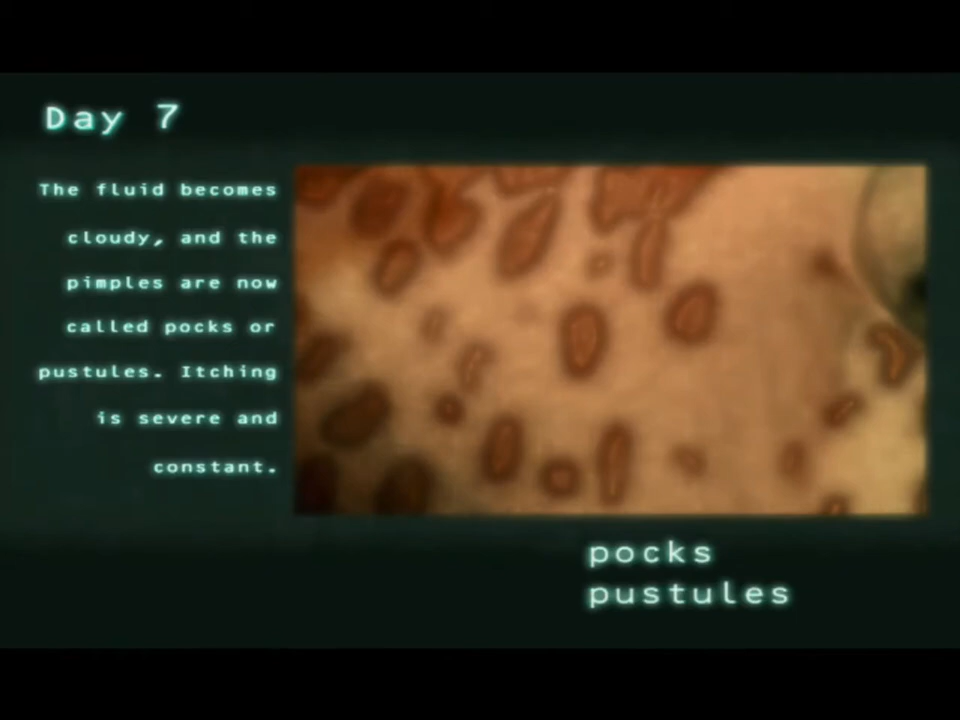 Day 7
The fluid becomes
cloudy, and the
pimples are now
called pocks or
pustules. Itching
is severe and
constant.
pocks
pustules